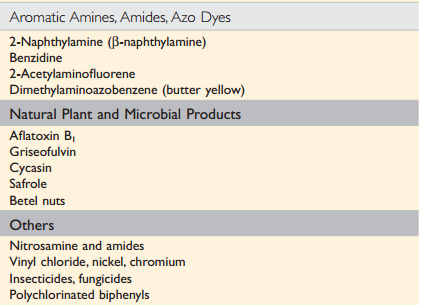 Aromatic Amines, Amides, Azo Dyes
2-Naphthylamine (β-naphthylamine)
Benzidine
2-Acetylaminofluorene
Dimethylaminoazobenzene (butter yellow)
Natural Plant and Microbial Products
Aflatoxin B₁
Griseofulvin
Cycasin
Safrole
Betel nuts
Others
Nitrosamine and amides
Vinyl chloride, nickel, chromium
Insecticides, fungicides
Polychlorinated biphenyls